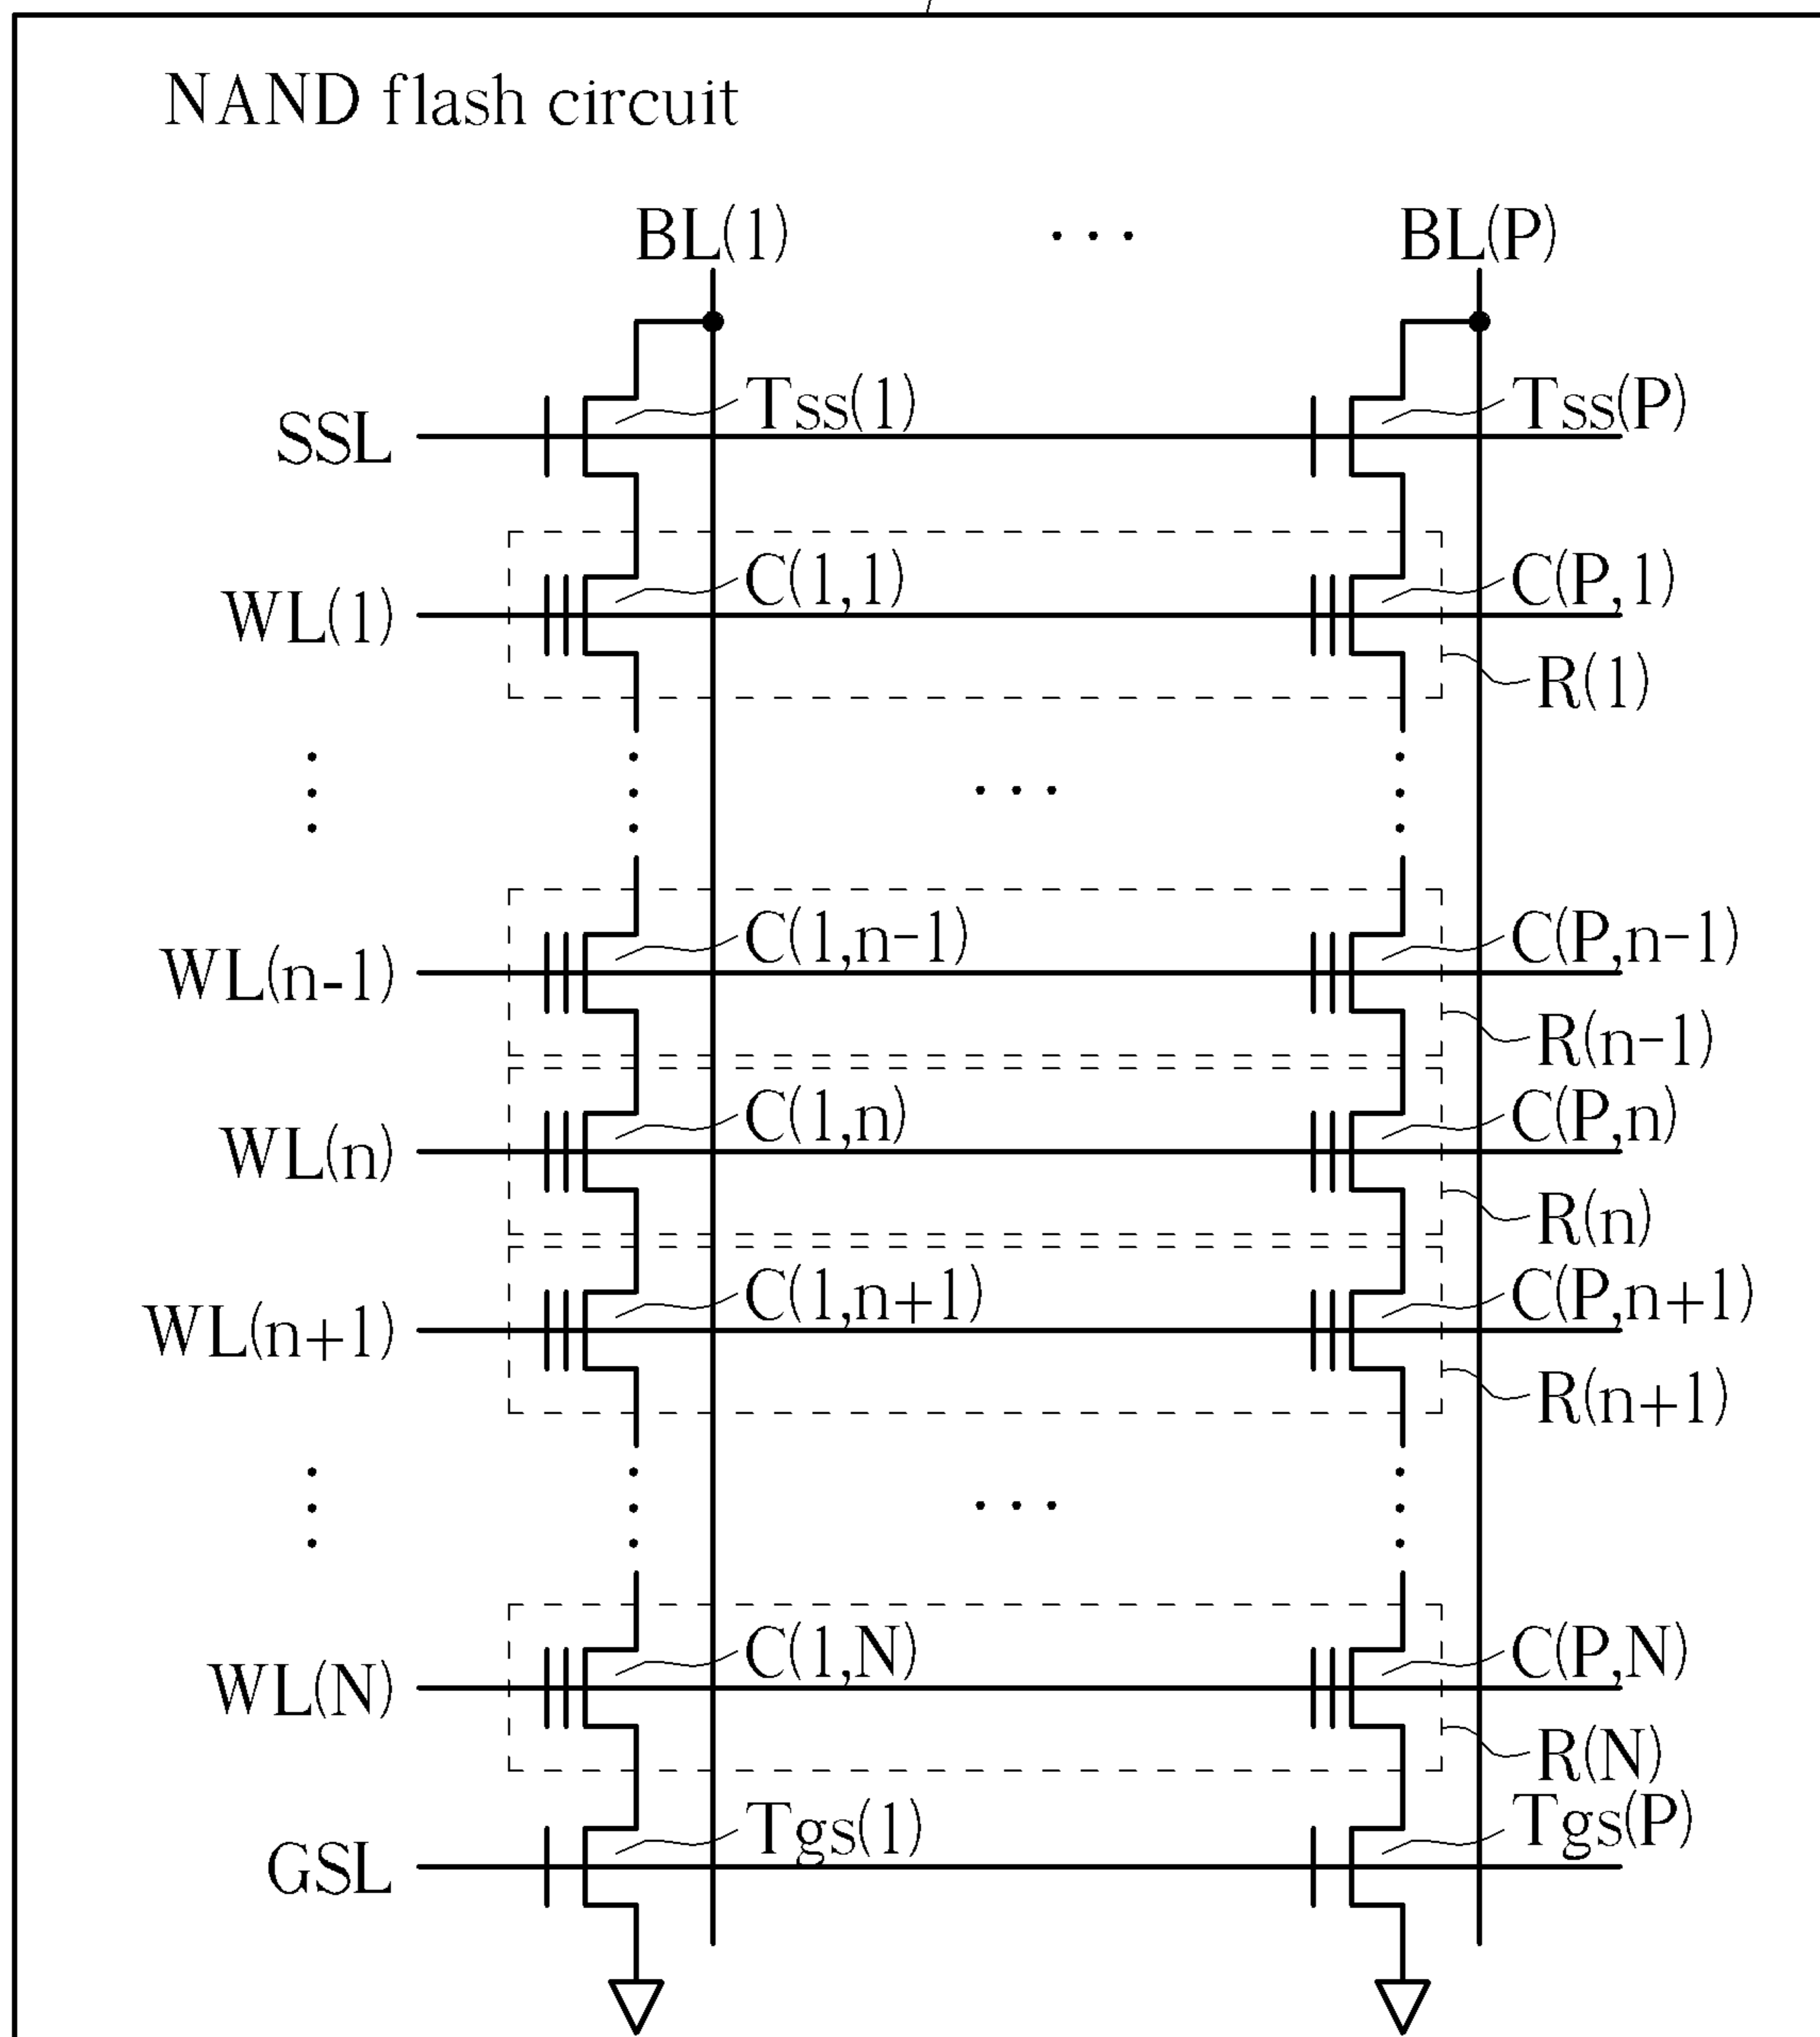 NAND flash circuit
BL(1) ... BL(P)
Tss(1) Tss(P)
SSL
C(1,1) C(P,1)
WL(1)
R(1)
C(1,n-1) C(P,n-1)
WL(n-1)
R(n-1)
C(1,n) C(P,n)
WL(n)
R(n)
C(1,n+1) C(P,n+1)
WL(n+1)
R(n+1)
C(1,N) C(P,N)
WL(N)
R(N)
Tgs(1) Tgs(P)
GSL